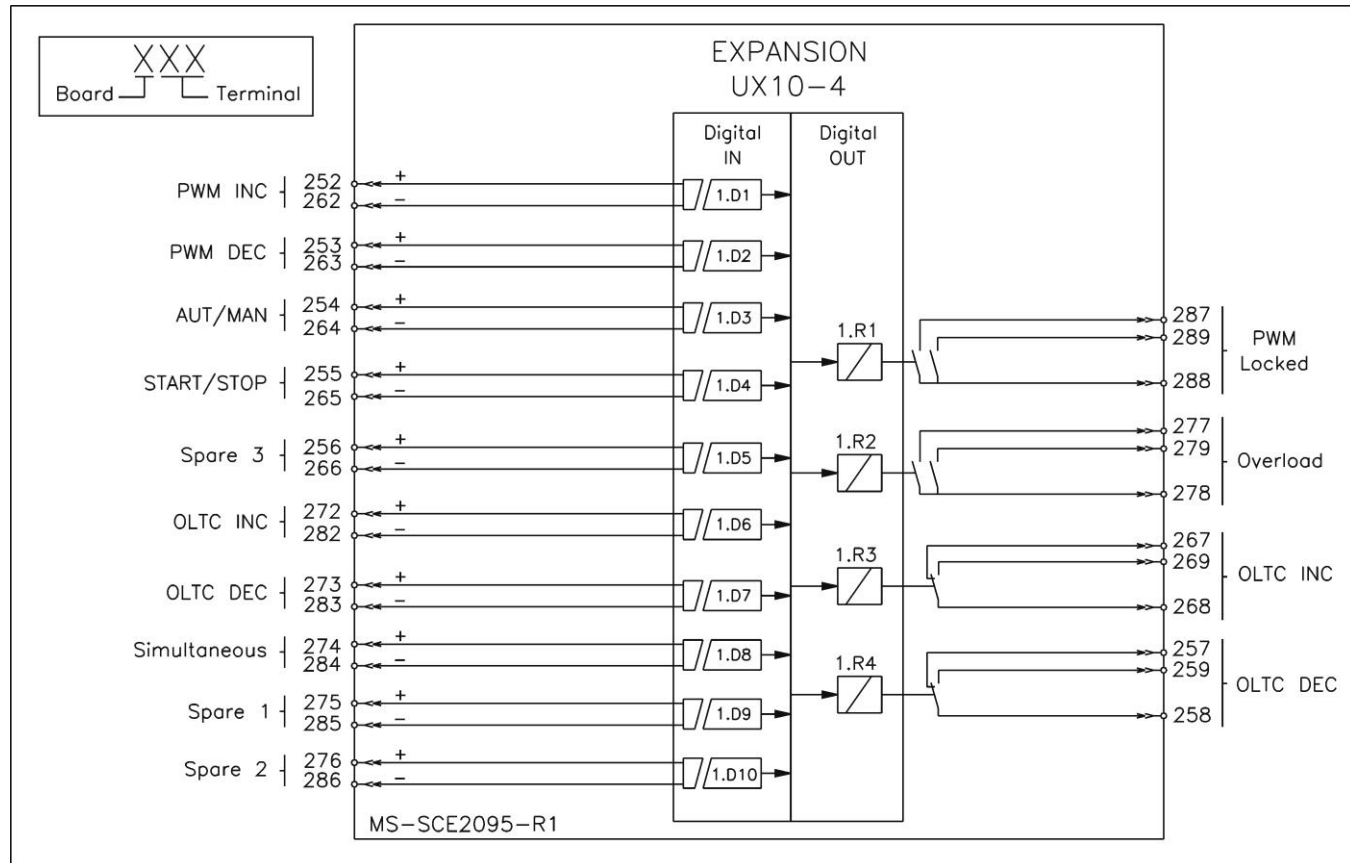 XXX
Board Terminal
EXPANSION
UX10-4
Digital IN
Digital OUT
PWM INC
252 +
262 -
1.D1
PWM DEC
253 +
263 -
1.D2
AUT/MAN
254 +
264 -
1.D3
START/STOP
255 +
265 -
1.D4
Spare 3
256 +
266 -
1.D5
OLTC INC
272 +
282 -
1.D6
OLTC DEC
273 +
283 -
1.D7
Simultaneous
274 +
284 -
1.D8
Spare 1
275 +
285 -
1.D9
Spare 2
276 +
286 -
1.D10
1.R1
287
289
288
PWM
Locked
1.R2
277
279
278
Overload
1.R3
267
269
268
OLTC INC
1.R4
257
259
258
OLTC DEC
MS-SCE2095-R1